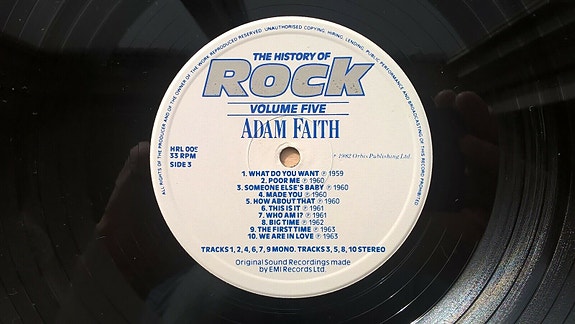 ALL RIGHTS OF THE PRODUCER AND OF THE OWNER OF THE WORK REPRODUCED RESERVED. UNAUTHORISED COPYING, HIRING, LENDING, PUBLIC PERFORMANCE AND BROADCASTING OF THIS RECORD PROHIBITED
THE HISTORY OF
ROCK
VOLUME FIVE
ADAM FAITH
HRL 005
33 RPM
SIDE 3
℗ 1982 Orbis Publishing Ltd.
1. WHAT DO YOU WANT ℗ 1959
2. POOR ME ℗ 1960
3. SOMEONE ELSE'S BABY ℗ 1960
4. MADE YOU ℗ 1960
5. HOW ABOUT THAT ℗ 1960
6. THIS IS IT ℗ 1961
7. WHO AM I? ℗ 1961
8. BIG TIME ℗ 1962
9. THE FIRST TIME ℗ 1963
10. WE ARE IN LOVE ℗ 1963
TRACKS 1, 2, 4, 6, 7, 9 MONO. TRACKS 3, 5, 8, 10 STEREO
Original Sound Recordings made
by EMI Records Ltd.